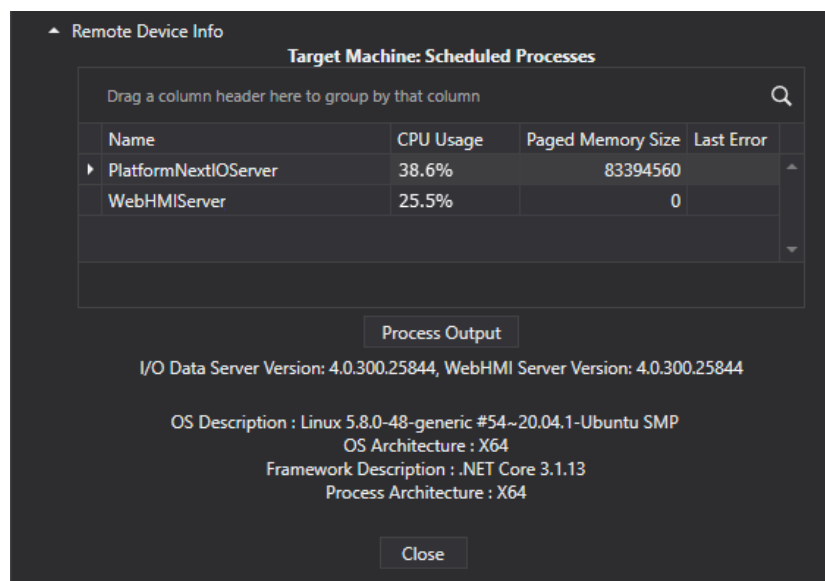 Remote Device Info
Target Machine: Scheduled Processes
Drag a column header here to group by that column
Name CPU Usage Paged Memory Size Last Error
PlatformNextIOServer 38.6% 83394560
WebHMIServer 25.5% 0
Process Output
I/O Data Server Version: 4.0.300.25844, WebHMI Server Version: 4.0.300.25844
OS Description : Linux 5.8.0-48-generic #54~20.04.1-Ubuntu SMP
OS Architecture : X64
Framework Description : .NET Core 3.1.13
Process Architecture : X64
Close